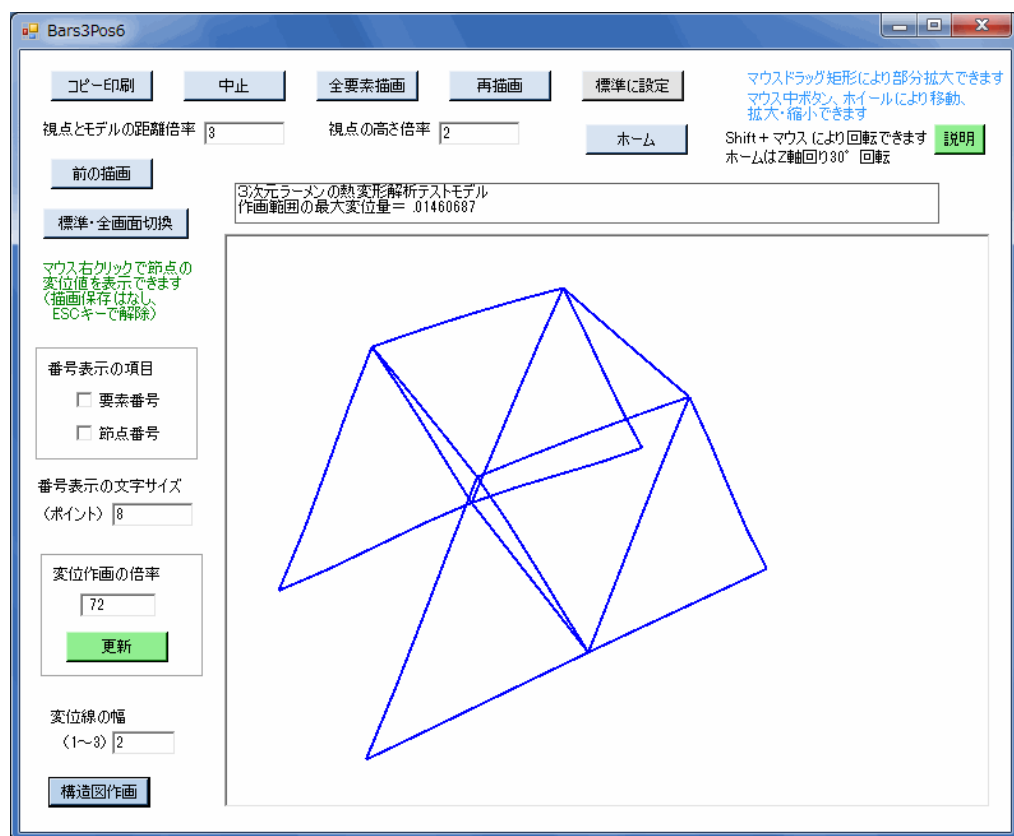 Bars3Pos6
コピー印刷
中止
全要素描画
再描画
標準に設定
マウスドラッグ矩形により部分拡大できます
マウス中ボタン、ホイールにより移動、
拡大・縮小できます
視点とモデルの距離倍率 3
視点の高さ倍率 2
ホーム
Shift+マウスにより回転できます
ホームはZ軸回り30° 回転
説明
前の描画
3次元ラーメンの熱変形解析テストモデル
作画範囲の最大変位量= .01460687
標準・全画面切換
マウス右クリックで節点の
変位値を表示できます
(描画保存はなし、
ESCキーで解除)
番号表示の項目
要素番号
節点番号
番号表示の文字サイズ
(ポイント) 8
変位作画の倍率
72
更新
変位線の幅
(1~3) 2
構造図作画